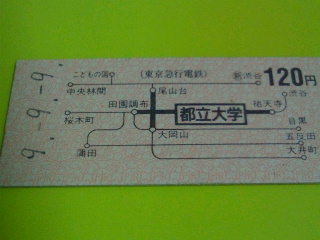 9.-9.-9.
こどもの国 (東京急行電鉄) 渋谷 120円
中央林間 尾山台 渋谷
田園調布 都立大学 祐天寺
桜木町 目黒
大岡山 五反田
蒲田 大井町